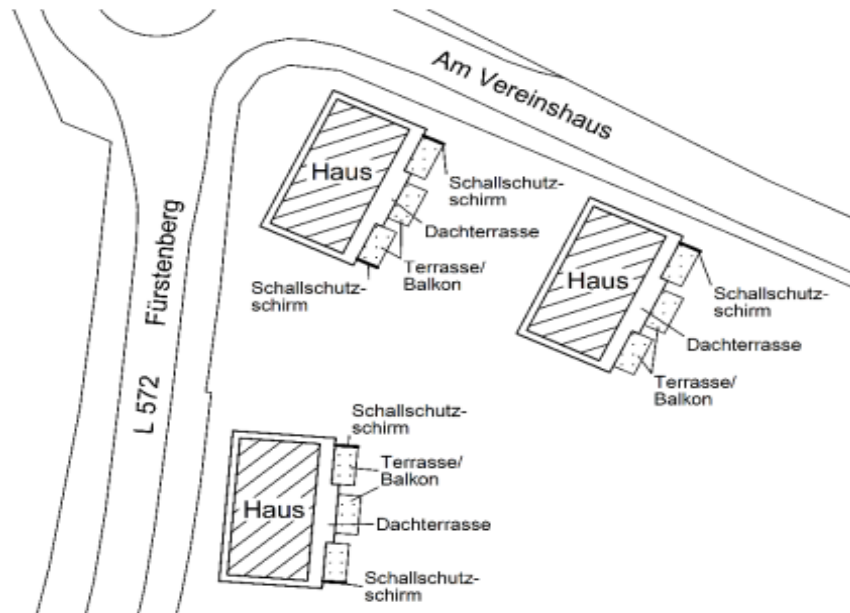 Am Vereinshaus
Haus
Schallschutz-
schirm
Dachterrasse
Terrasse/
Balkon
Schallschutz-
schirm
Haus
Schallschutz-
schirm
Dachterrasse
Terrasse/
Balkon
L 572 Fürstenberg
Schallschutz-
schirm
Terrasse/
Balkon
Haus
Dachterrasse
Schallschutz-
schirm